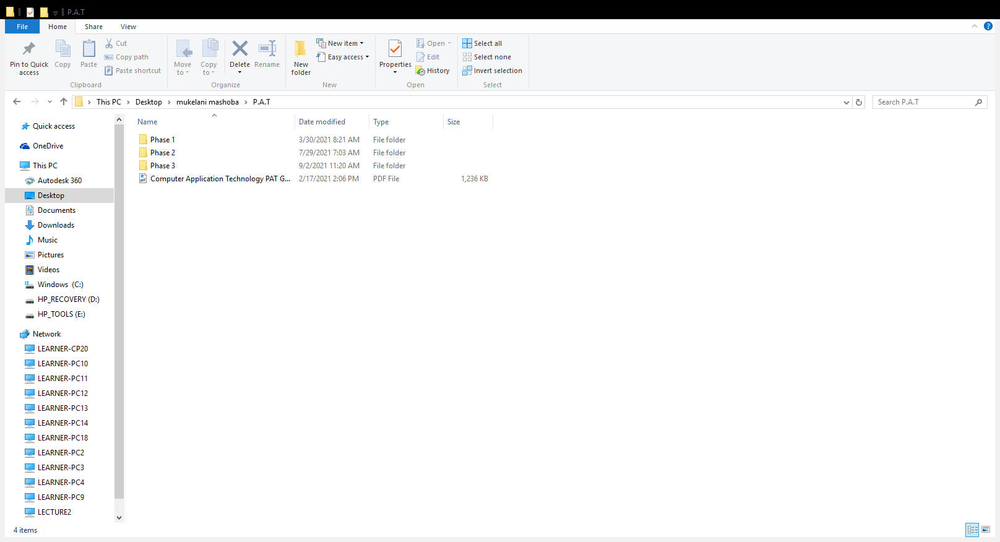 P.A.T
File Home Share View
Pin to Quick access
Copy
Paste
Cut
Copy path
Paste shortcut
Clipboard
Move to
Copy to
Delete
Rename
Organize
New folder
New item
Easy access
New
Properties
Open
Edit
History
Open
Select all
Select none
Invert selection
Select
This PC > Desktop > mukelani mashoba > P.A.T
Search P.A.T
Quick access
OneDrive
This PC
Autodesk 360
Desktop
Documents
Downloads
Music
Pictures
Videos
Windows (C:)
HP_RECOVERY (D:)
HP_TOOLS (E:)
Network
LEARNER-CP20
LEARNER-PC10
LEARNER-PC11
LEARNER-PC12
LEARNER-PC13
LEARNER-PC14
LEARNER-PC18
LEARNER-PC2
LEARNER-PC3
LEARNER-PC4
LEARNER-PC9
LECTURE2
Name Date modified Type Size
Phase 1 3/30/2021 8:21 AM File folder
Phase 2 7/29/2021 7:03 AM File folder
Phase 3 9/2/2021 11:20 AM File folder
Computer Application Technology PAT G... 2/17/2021 2:06 PM PDF File 1,236 KB
4 items